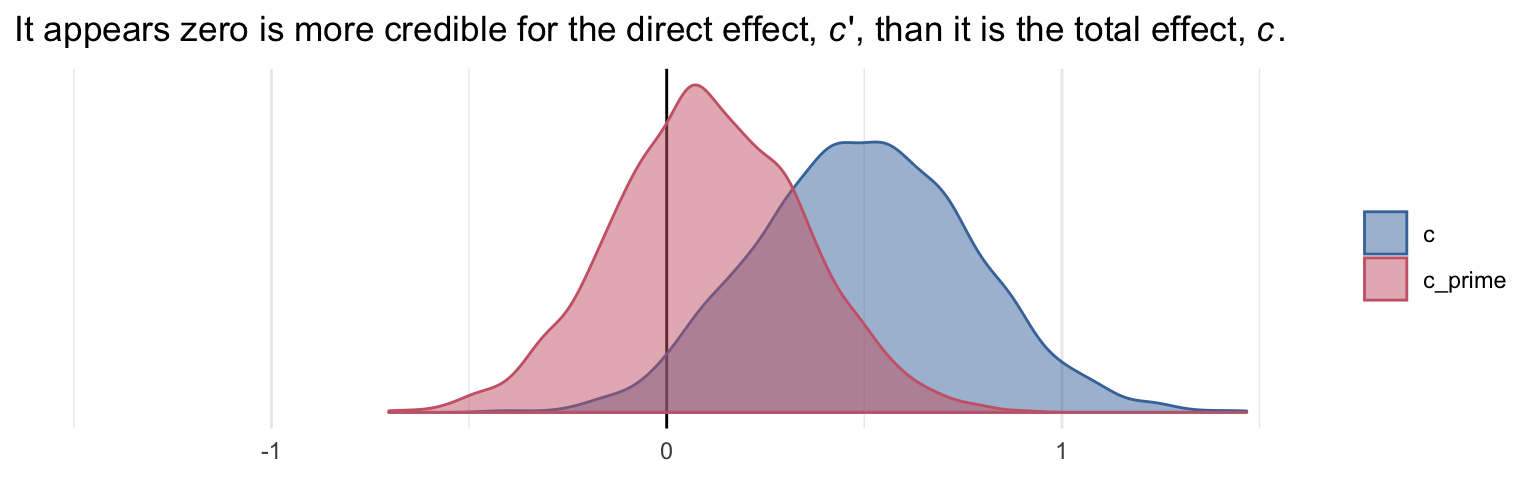 It appears zero is more credible for the direct effect, c', than it is the total effect, c.
c
c_prime
-1 0 1